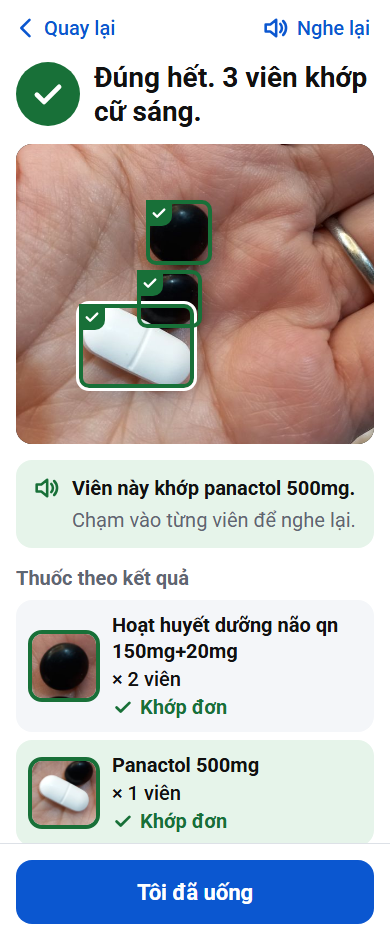 Quay lại
Nghe lại
Đúng hết. 3 viên khớp
cữ sáng.
Viên này khớp panactol 500mg.
Chạm vào từng viên để nghe lại.
Thuốc theo kết quả
Hoạt huyết dưỡng não qn
150mg+20mg
× 2 viên
Khớp đơn
Panactol 500mg
× 1 viên
Khớp đơn
Tôi đã uống